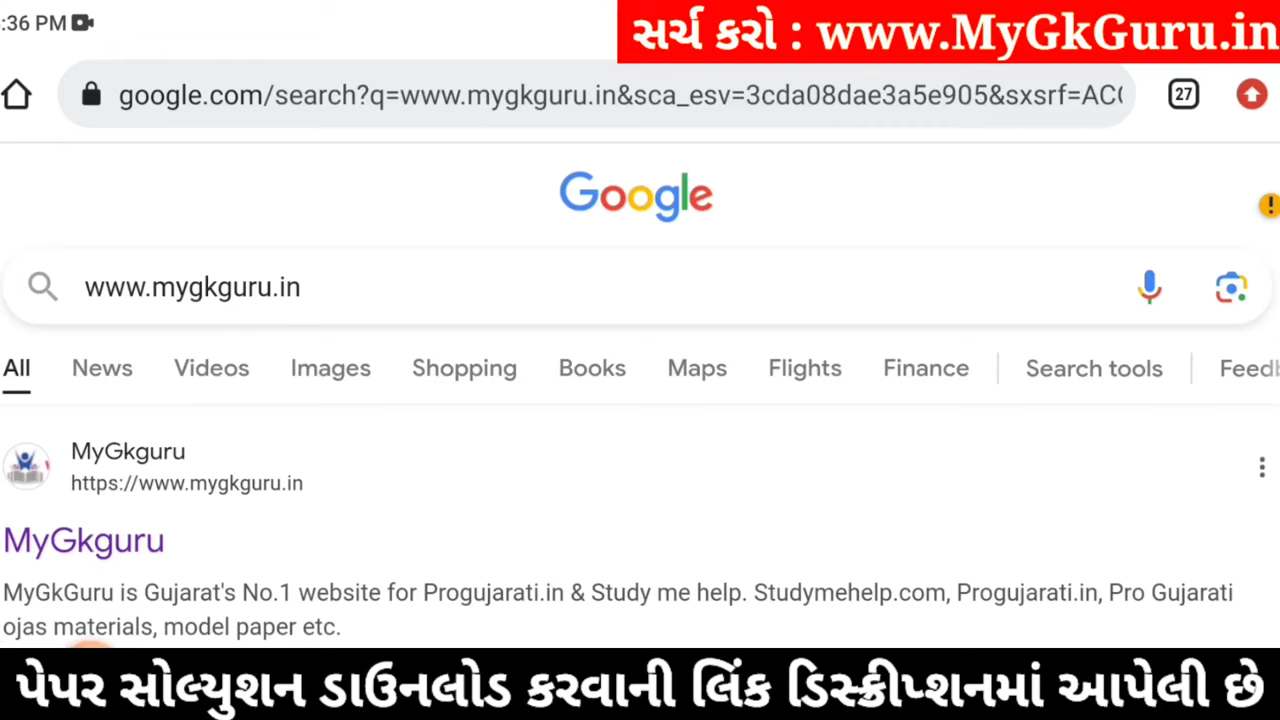 :36 PM
સર્ચ કરો : www.MyGkGuru.in
google.com/search?q=www.mygkguru.in&sca_esv=3cda08dae3a5e905&sxsrf=AC
27
Google
www.mygkguru.in
All News Videos Images Shopping Books Maps Flights Finance Search tools Feedb
MyGkguru
https://www.mygkguru.in
MyGkguru
MyGkGuru is Gujarat's No.1 website for Progujarati.in & Study me help. Studymehelp.com, Progujarati.in, Pro Gujarati
ojas materials, model paper etc.
પેપર સોલ્યુશન ડાઉનલોડ કરવાની લિંક ડિસ્ક્રીપ્શનમાં આપેલી છે